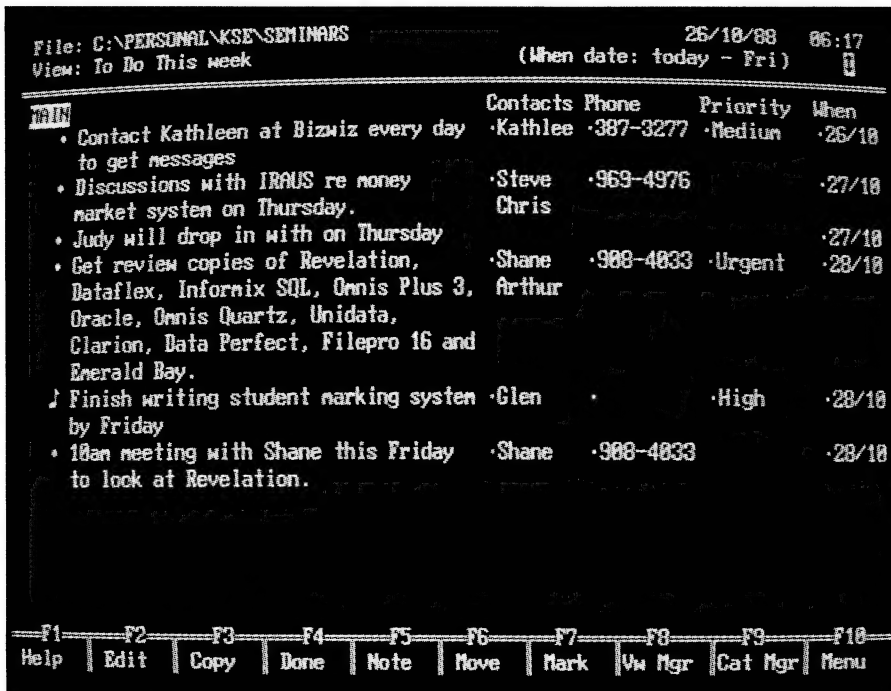 File: C:\PERSONAL\KSE\SEMINARS 26/10/88 06:17
View: To Do This week (When date: today - Fri)
MAIN Contacts Phone Priority When
• Contact Kathleen at Bizwiz every day ·Kathlee ·387-3277 ·Medium ·26/10
to get messages
• Discussions with IRAUS re money ·Steve ·969-4976 ·27/10
market system on Thursday. Chris
• Judy will drop in with on Thursday ·27/10
• Get review copies of Revelation, ·Shane ·908-4033 ·Urgent ·28/10
Dataflex, Informix SQL, Omnis Plus 3, Arthur
Oracle, Omnis Quartz, Unidata,
Clarion, Data Perfect, Filepro 16 and
Emerald Bay.
♪ Finish writing student marking system ·Glen · ·High ·28/10
by Friday
• 10am meeting with Shane this Friday ·Shane ·908-4033 ·28/10
to look at Revelation.
F1 F2 F3 F4 F5 F6 F7 F8 F9 F10
Help Edit Copy Done Note Move Mark Vw Mgr Cat Mgr Menu